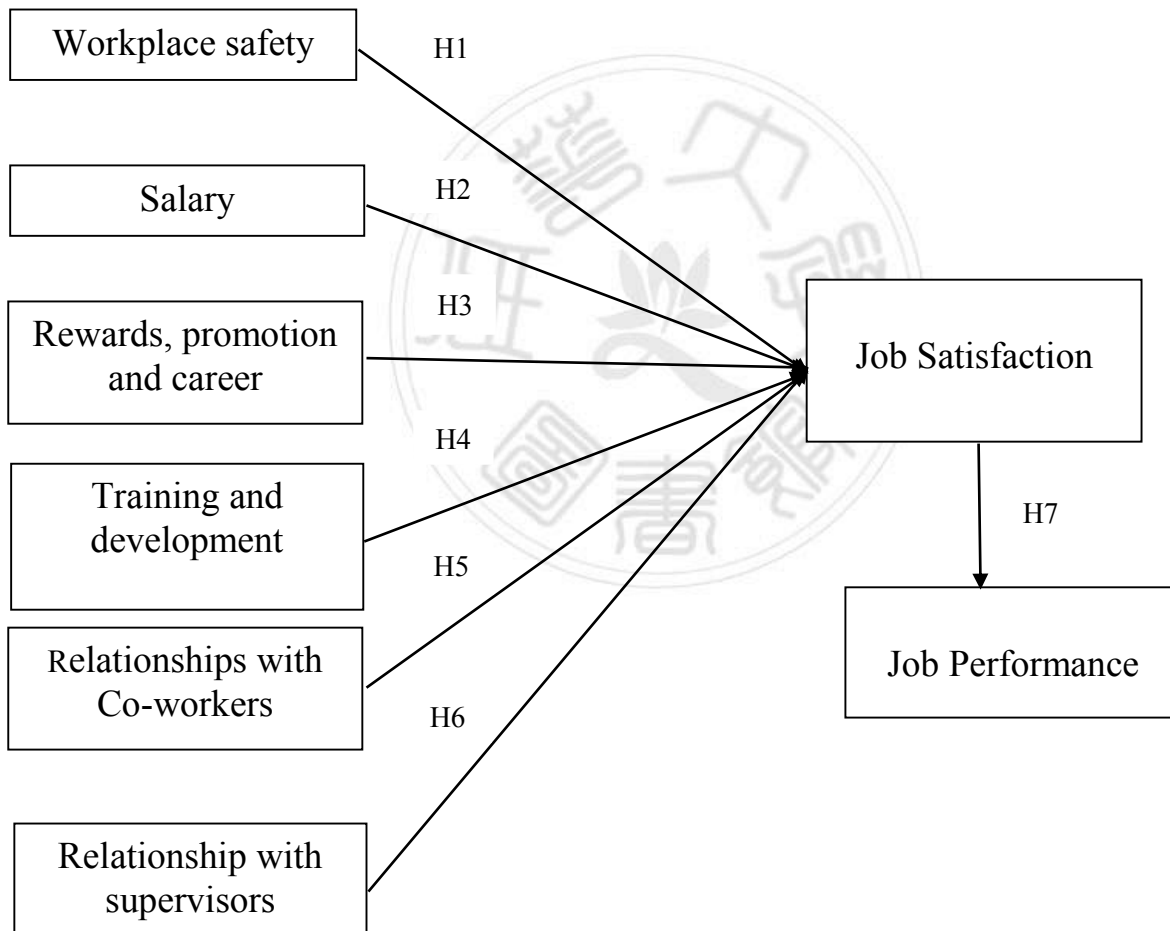 Workplace safety
H1
Salary
H2
Rewards, promotion
and career
H3
Training and
development
H4
Relationships with
Co-workers
H5
Relationship with
supervisors
H6
Job Satisfaction
H7
Job Performance